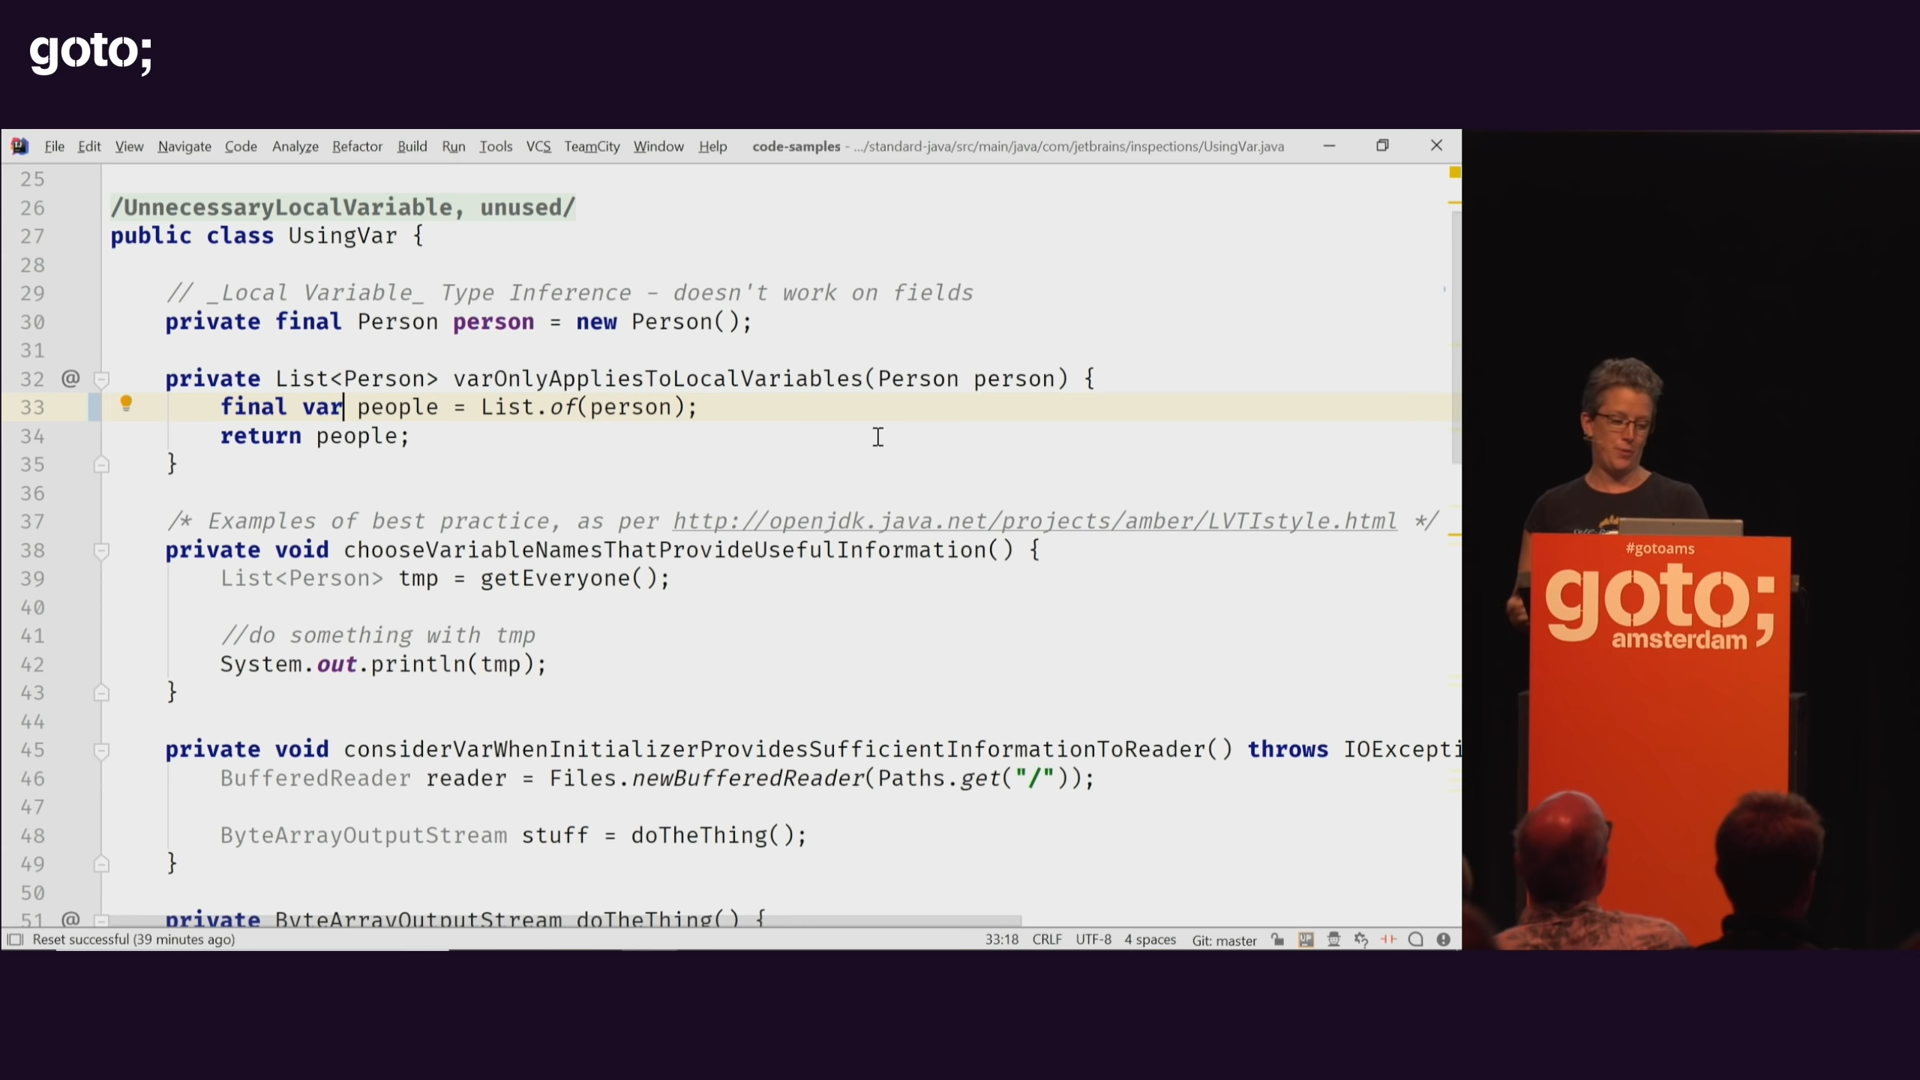 goto;
File Edit View Navigate Code Analyze Refactor Build Run Tools VCS TeamCity Window Help code-samples - .../standard-java/src/main/java/com/jetbrains/inspections/UsingVar.java
25
26 /UnnecessaryLocalVariable, unused/
27 public class UsingVar {
28
29 // _Local Variable_ Type Inference – doesn't work on fields
30 private final Person person = new Person();
31
32 @ private List<Person> varOnlyAppliesToLocalVariables(Person person) {
33 final var people = List.of(person);
34 return people;
35 }
36
37 /* Examples of best practice, as per http://openjdk.java.net/projects/amber/LVTIstyle.html */
38 private void chooseVariableNamesThatProvideUsefulInformation() {
39 List<Person> tmp = getEveryone();
40
41 //do something with tmp
42 System.out.println(tmp);
43 }
44
45 private void considerVarWhenInitializerProvidesSufficientInformationToReader() throws IOExcepti
46 BufferedReader reader = Files.newBufferedReader(Paths.get("/"));
47
48 ByteArrayOutputStream stuff = doTheThing();
49 }
50
51 @ private ByteArrayOutputStream doTheThing() {
Reset successful (39 minutes ago) 33:18 CRLF UTF-8 4 spaces Git: master
#gotoams
goto;
amsterdam